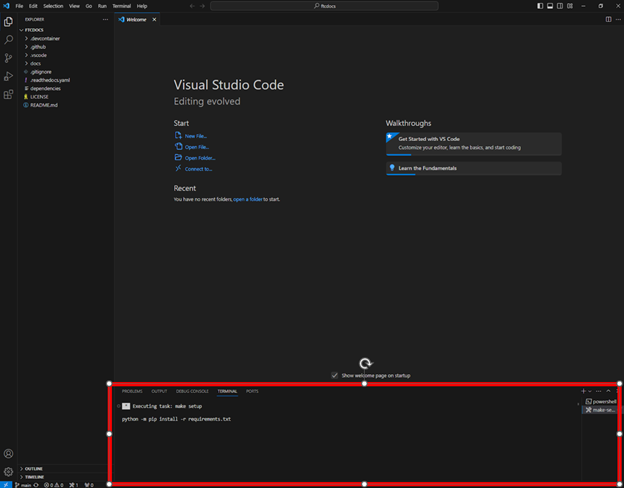 File Edit Selection View Go Run Terminal Help
ftcdocs
EXPLORER
FTCDOCS
.devcontainer
.github
.vscode
docs
.gitignore
.readthedocs.yaml
dependencies
LICENSE
README.md
OUTLINE
TIMELINE
Welcome
Visual Studio Code
Editing evolved
Start
New File...
Open File...
Open Folder...
Connect to...
Recent
You have no recent folders, open a folder to start.
Walkthroughs
Get Started with VS Code
Customize your editor, learn the basics, and start coding
Learn the Fundamentals
Show welcome page on startup
PROBLEMS OUTPUT DEBUG CONSOLE TERMINAL PORTS
* Executing task: make setup
python -m pip install -r requirements.txt
powershell
make-se...
main 0 0 1 0